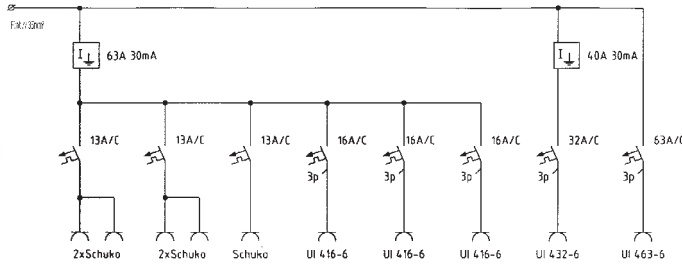 63A 30mA
40A 30mA
13A/C 13A/C 13A/C 16A/C 16A/C 16A/C 32A/C 63A/C
3p 3p 3p 3p 3p
2xSchuko 2xSchuko Schuko UI 416-6 UI 416-6 UI 416-6 UI 432-6 UI 463-6